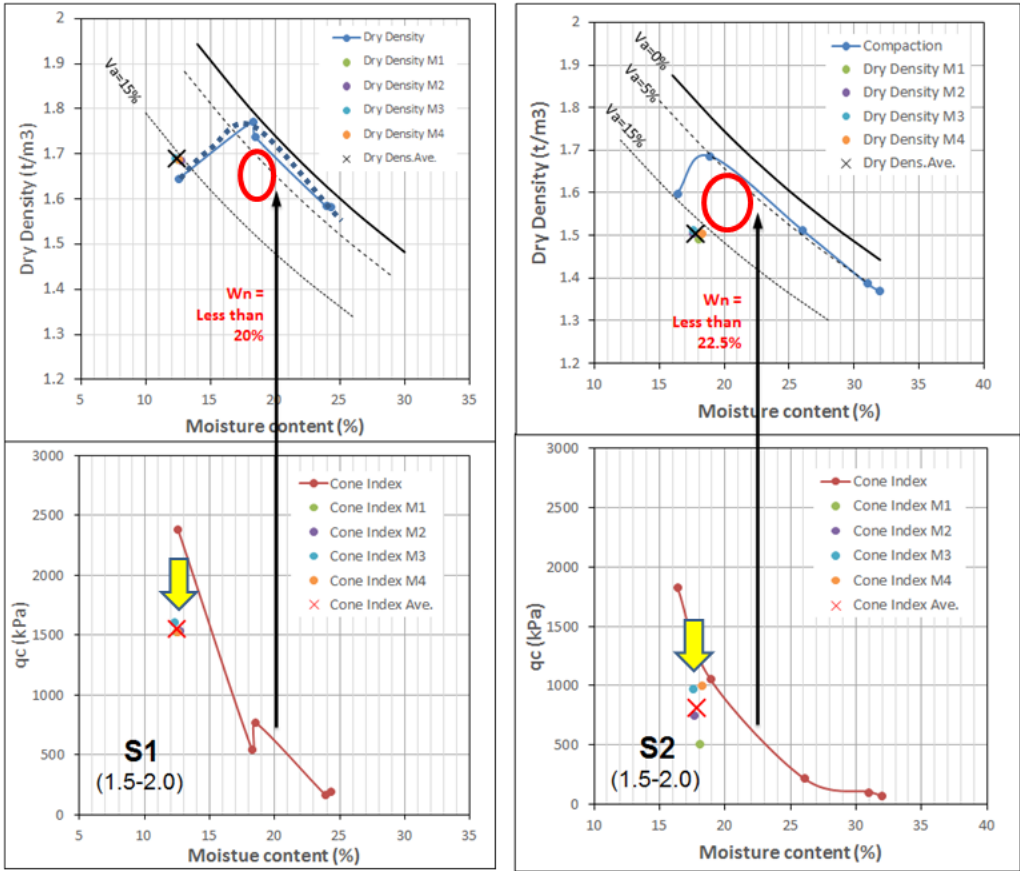 2
1.9
1.8
1.7
1.6
1.5
1.4
1.3
1.2
Dry Density (t/m3)
Va=15%
Dry Density
Dry Density M1
Dry Density M2
Dry Density M3
Dry Density M4
Dry Dens.Ave.
Wn =
Less than
20%
5
10
15
20
25
30
35
Moisture content (%)
2
1.9
1.8
1.7
1.6
1.5
1.4
1.3
1.2
Dry Density (t/m3)
Va=0%
Va=5%
Va=15%
Compaction
Dry Density M1
Dry Density M2
Dry Density M3
Dry Density M4
Dry Dens.Ave.
Wn =
Less than
22.5%
10
15
20
25
30
35
40
Moisture content (%)
3000
2500
2000
1500
1000
500
0
qc (kPa)
Cone Index
Cone Index M1
Cone Index M2
Cone Index M3
Cone Index M4
Cone Index Ave.
S1
(1.5-2.0)
5
10
15
20
25
30
35
Moistue content (%)
3000
2500
2000
1500
1000
500
0
qc (kPa)
Cone Index
Cone Index M1
Cone Index M2
Cone Index M3
Cone Index M4
Cone Index Ave.
S2
(1.5-2.0)
10
15
20
25
30
35
40
Moisture content (%)